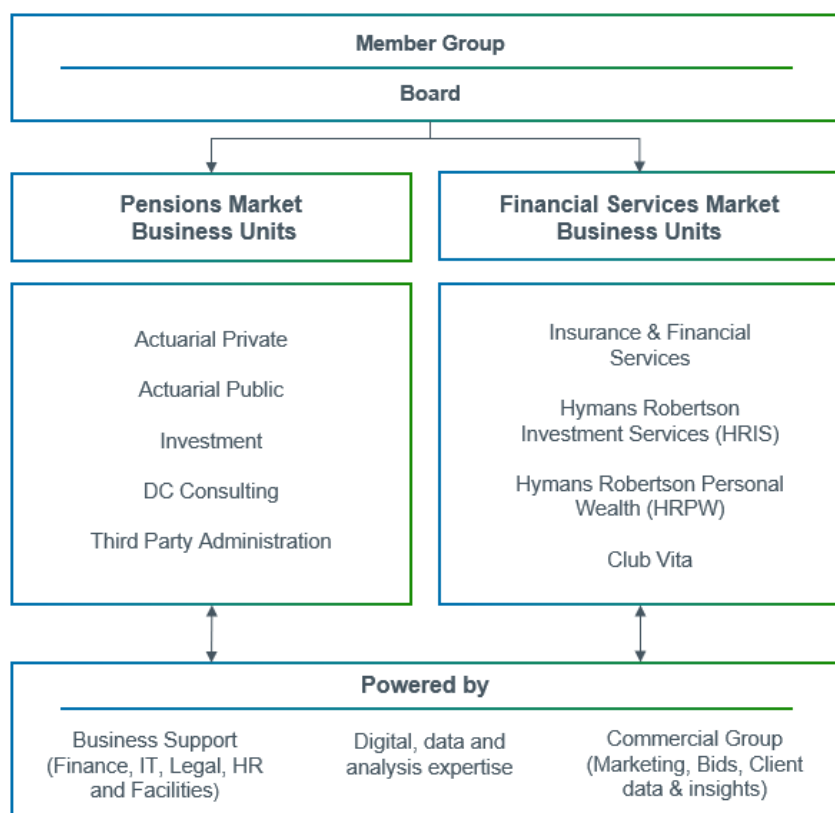 Member Group
Board
Pensions Market
Business Units
Financial Services Market
Business Units
Actuarial Private
Actuarial Public
Investment
DC Consulting
Third Party Administration
Insurance & Financial
Services
Hymans Robertson
Investment Services (HRIS)
Hymans Robertson Personal
Wealth (HRPW)
Club Vita
Powered by
Business Support
(Finance, IT, Legal, HR
and Facilities)
Digital, data and
analysis expertise
Commercial Group
(Marketing, Bids, Client
data & insights)